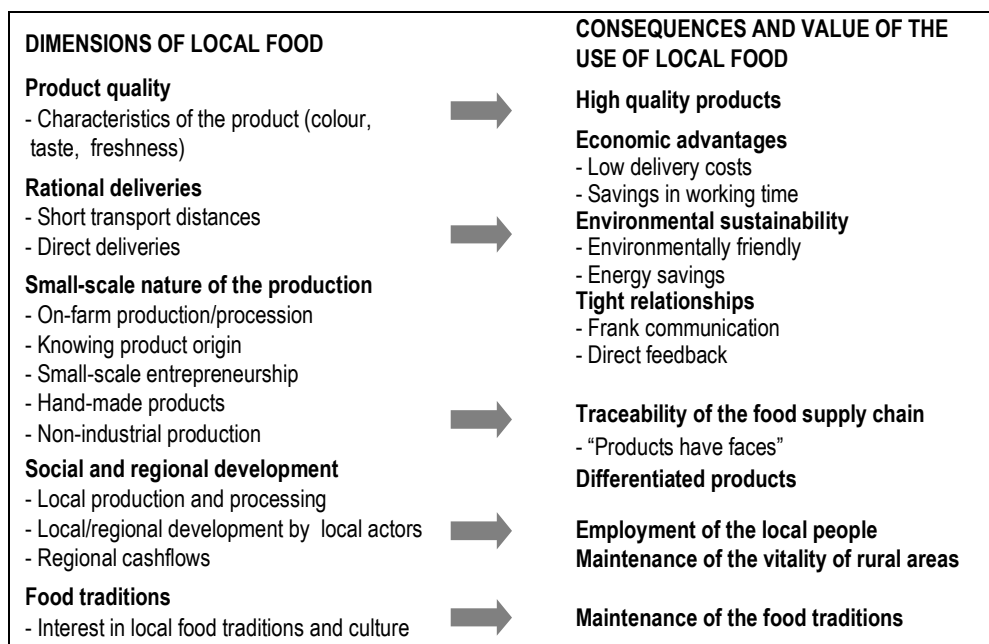 DIMENSIONS OF LOCAL FOOD
Product quality
- Characteristics of the product (colour,
taste, freshness)
Rational deliveries
- Short transport distances
- Direct deliveries
Small-scale nature of the production
- On-farm production/procession
- Knowing product origin
- Small-scale entrepreneurship
- Hand-made products
- Non-industrial production
Social and regional development
- Local production and processing
- Local/regional development by local actors
- Regional cashflows
Food traditions
- Interest in local food traditions and culture
CONSEQUENCES AND VALUE OF THE
USE OF LOCAL FOOD
High quality products
Economic advantages
- Low delivery costs
- Savings in working time
Environmental sustainability
- Environmentally friendly
- Energy savings
Tight relationships
- Frank communication
- Direct feedback
Traceability of the food supply chain
- “Products have faces”
Differentiated products
Employment of the local people
Maintenance of the vitality of rural areas
Maintenance of the food traditions